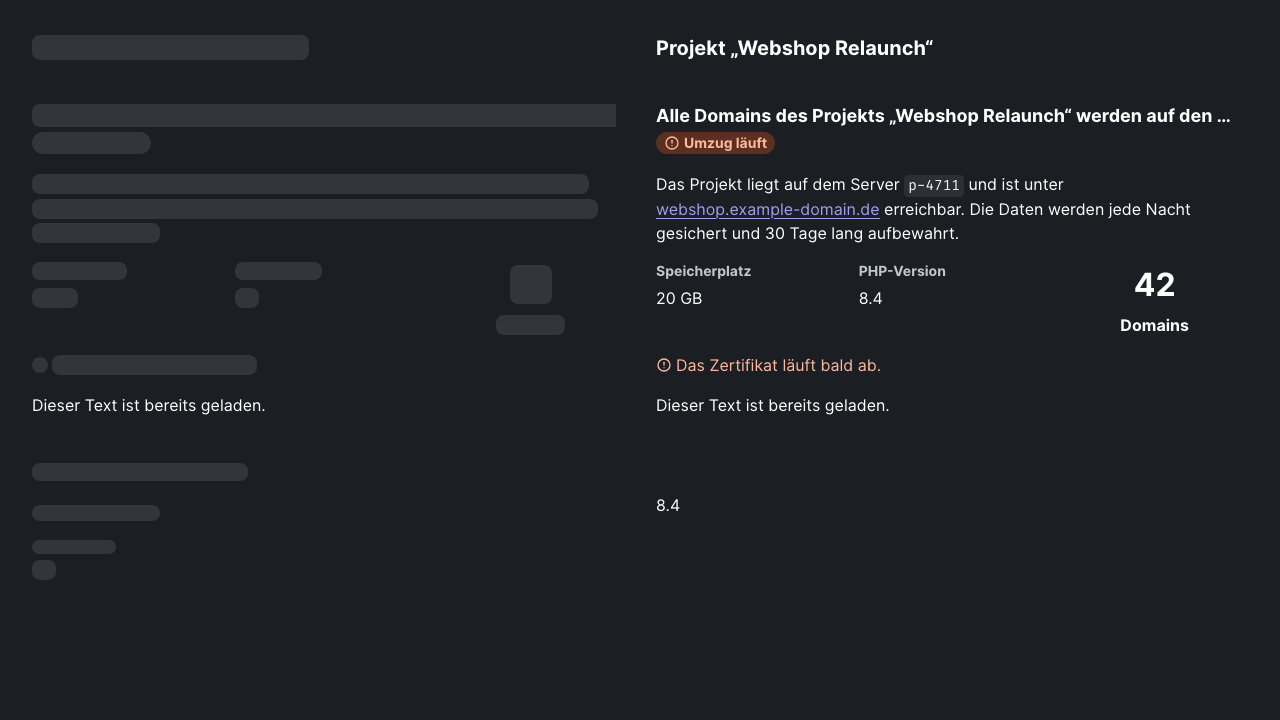 Projekt „Webshop Relaunch“
Alle Domains des Projekts „Webshop Relaunch“ werden auf den …
Umzug läuft
Das Projekt liegt auf dem Server p-4711 und ist unter
webshop.example-domain.de erreichbar. Die Daten werden jede Nacht
gesichert und 30 Tage lang aufbewahrt.
Speicherplatz
20 GB
PHP-Version
8.4
42
Domains
Das Zertifikat läuft bald ab.
Dieser Text ist bereits geladen.
Dieser Text ist bereits geladen.
8.4